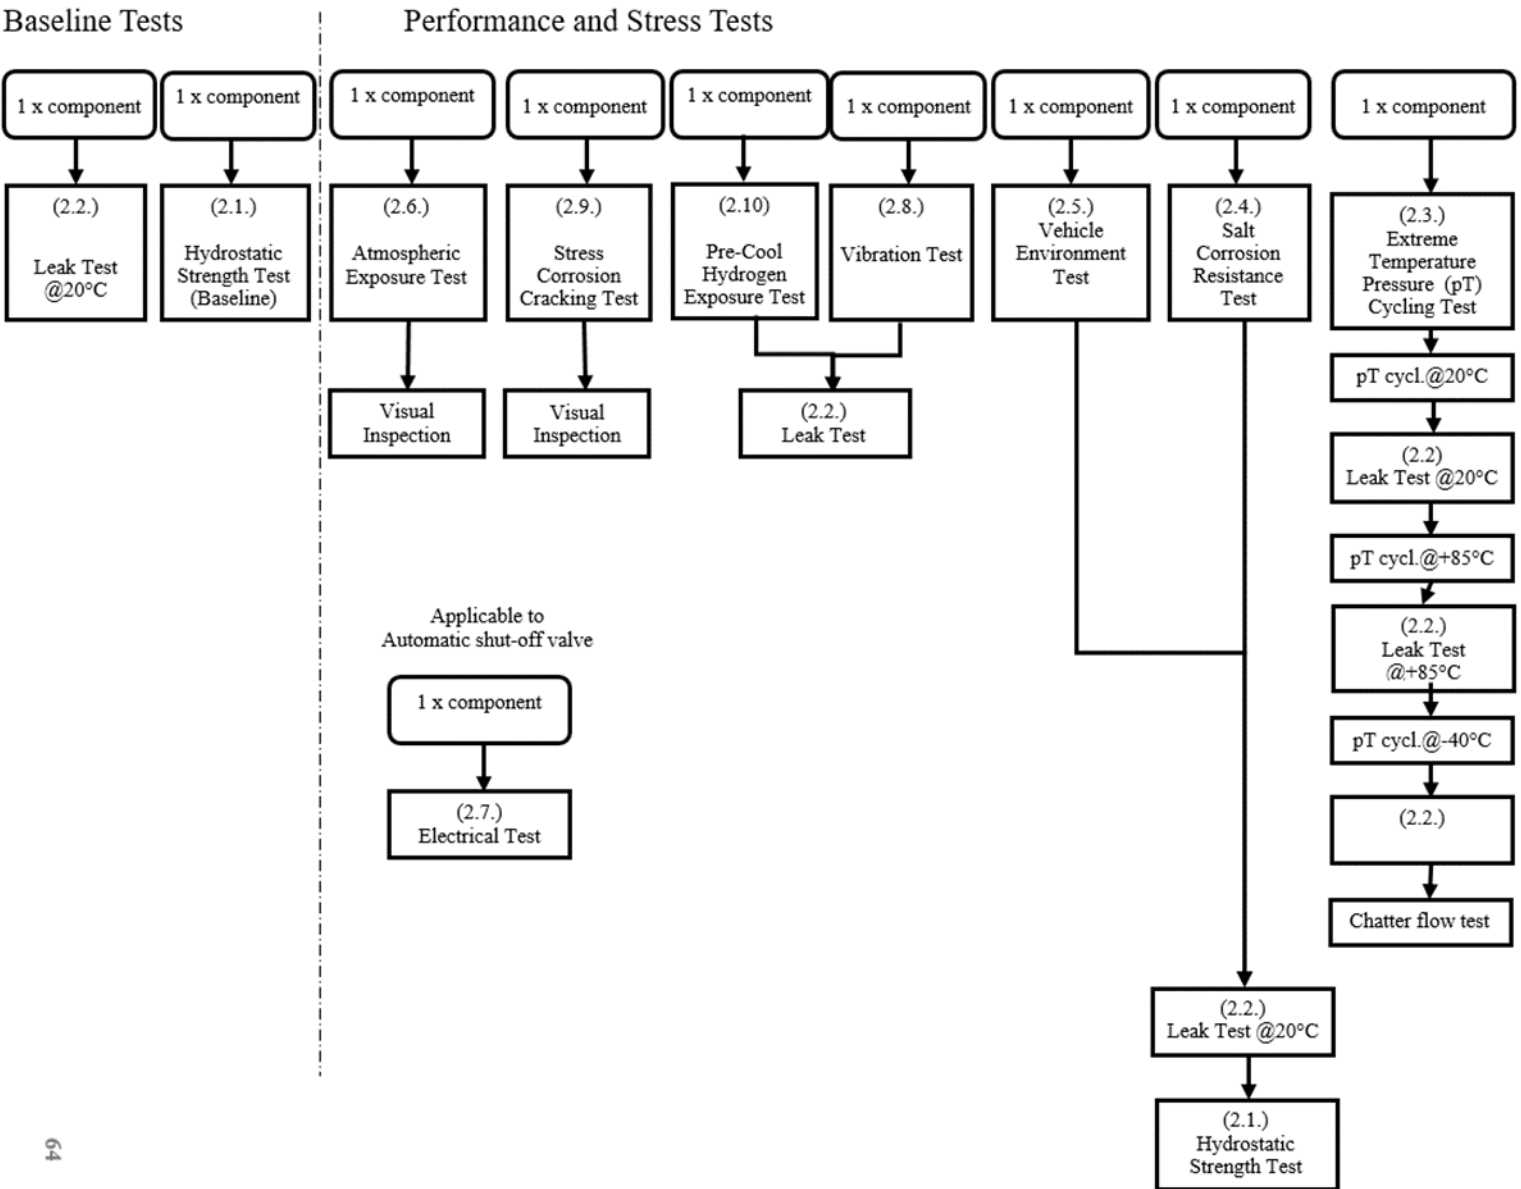 Baseline Tests
Performance and Stress Tests
1 x component
1 x component
1 x component
1 x component
1 x component
1 x component
1 x component
1 x component
1 x component
(2.2.)
Leak Test
@20°C
(2.1.)
Hydrostatic
Strength Test
(Baseline)
(2.6.)
Atmospheric
Exposure Test
(2.9.)
Stress
Corrosion
Cracking Test
(2.10)
Pre-Cool
Hydrogen
Exposure Test
(2.8.)
Vibration Test
(2.5.)
Vehicle
Environment
Test
(2.4.)
Salt
Corrosion
Resistance
Test
(2.3.)
Extreme
Temperature
Pressure (pT)
Cycling Test
Visual
Inspection
Visual
Inspection
(2.2.)
Leak Test
pT cycl.@20°C
(2.2)
Leak Test @20°C
pT cycl.@+85°C
(2.2.)
Leak Test
@+85°C
pT cycl.@-40°C
(2.2.)
Chatter flow test
Applicable to
Automatic shut-off valve
1 x component
(2.7.)
Electrical Test
(2.2.)
Leak Test @20°C
(2.1.)
Hydrostatic
Strength Test
64